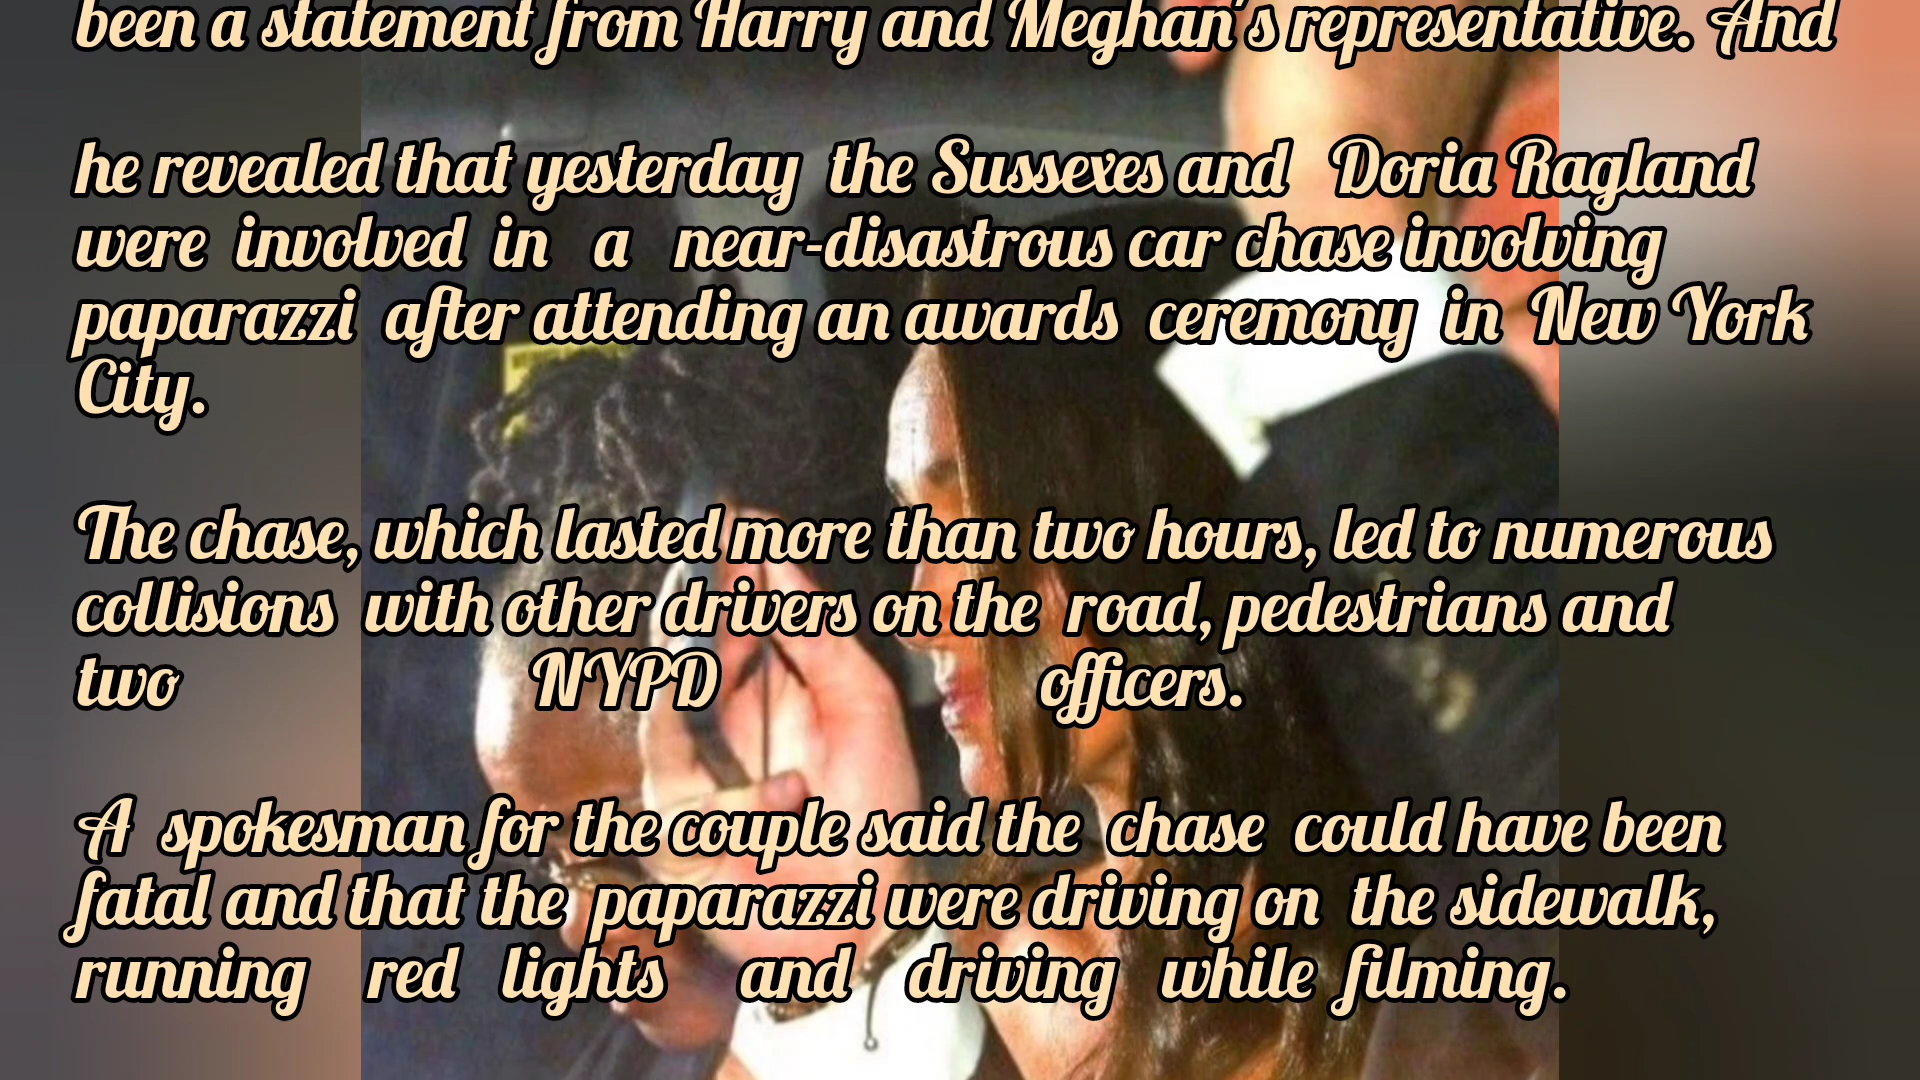 been a statement from Harry and Meghan's representative. And
he revealed that yesterday the Sussexes and Doria Ragland
were involved in a near-disastrous car chase involving
paparazzi after attending an awards ceremony in New York
City.
The chase, which lasted more than two hours, led to numerous
collisions with other drivers on the road, pedestrians and
two NYPD officers.
A spokesman for the couple said the chase could have been
fatal and that the paparazzi were driving on the sidewalk,
running red lights and driving while filming.